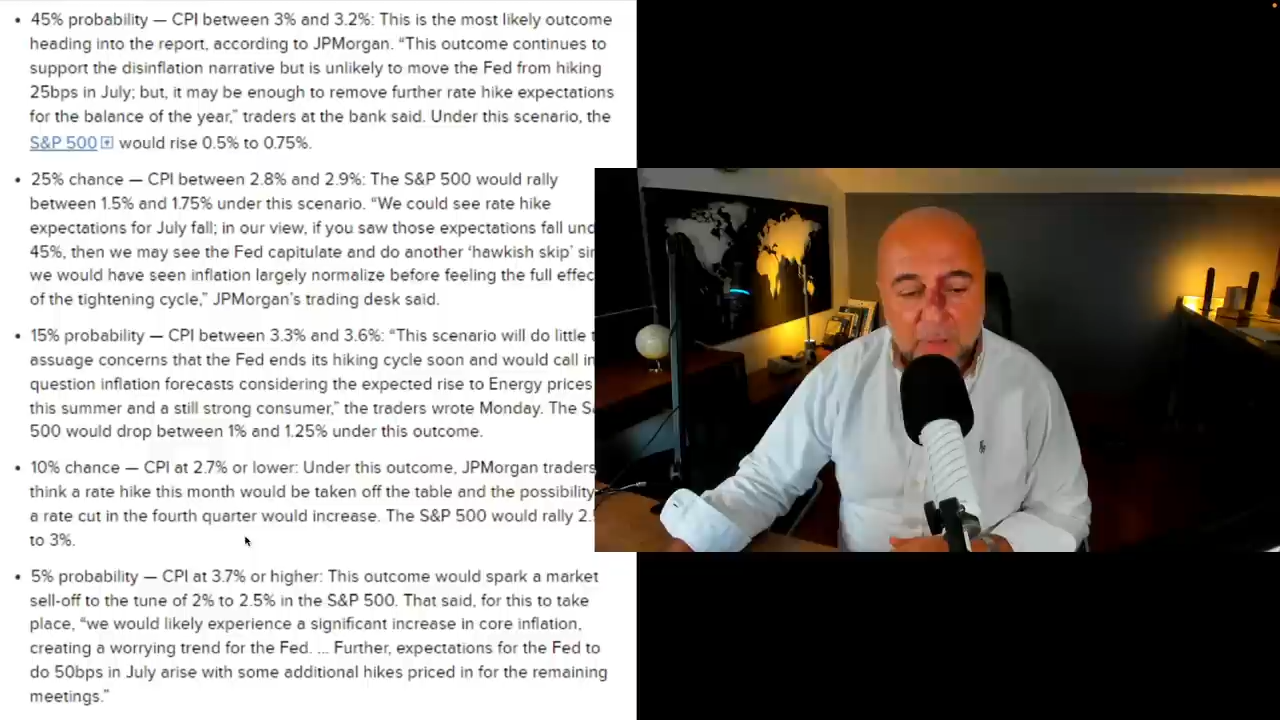 • 45% probability — CPI between 3% and 3.2%: This is the most likely outcome
heading into the report, according to JPMorgan. “This outcome continues to
support the disinflation narrative but is unlikely to move the Fed from hiking
25bps in July; but, it may be enough to remove further rate hike expectations
for the balance of the year,” traders at the bank said. Under this scenario, the
S&P 500 would rise 0.5% to 0.75%.
• 25% chance — CPI between 2.8% and 2.9%: The S&P 500 would rally
between 1.5% and 1.75% under this scenario. “We could see rate hike
expectations for July fall; in our view, if you saw those expectations fall
45%, then we may see the Fed capitulate and do another ‘hawkish skip’
we would have seen inflation largely normalize before feeling the full
of the tightening cycle,” JPMorgan’s trading desk said.
• 15% probability — CPI between 3.3% and 3.6%: “This scenario will do little
assuage concerns that the Fed ends its hiking cycle soon and would call
question inflation forecasts considering the expected rise to Energy prices
this summer and a still strong consumer,” the traders wrote Monday. The
500 would drop between 1% and 1.25% under this outcome.
• 10% chance — CPI at 2.7% or lower: Under this outcome, JPMorgan traders
think a rate hike this month would be taken off the table and the possibility
a rate cut in the fourth quarter would increase. The S&P 500 would rally
to 3%.
• 5% probability — CPI at 3.7% or higher: This outcome would spark a market
sell-off to the tune of 2% to 2.5% in the S&P 500. That said, for this to take
place, “we would likely experience a significant increase in core inflation,
creating a worrying trend for the Fed. ... Further, expectations for the Fed to
do 50bps in July arise with some additional hikes priced in for the remaining
meetings.”